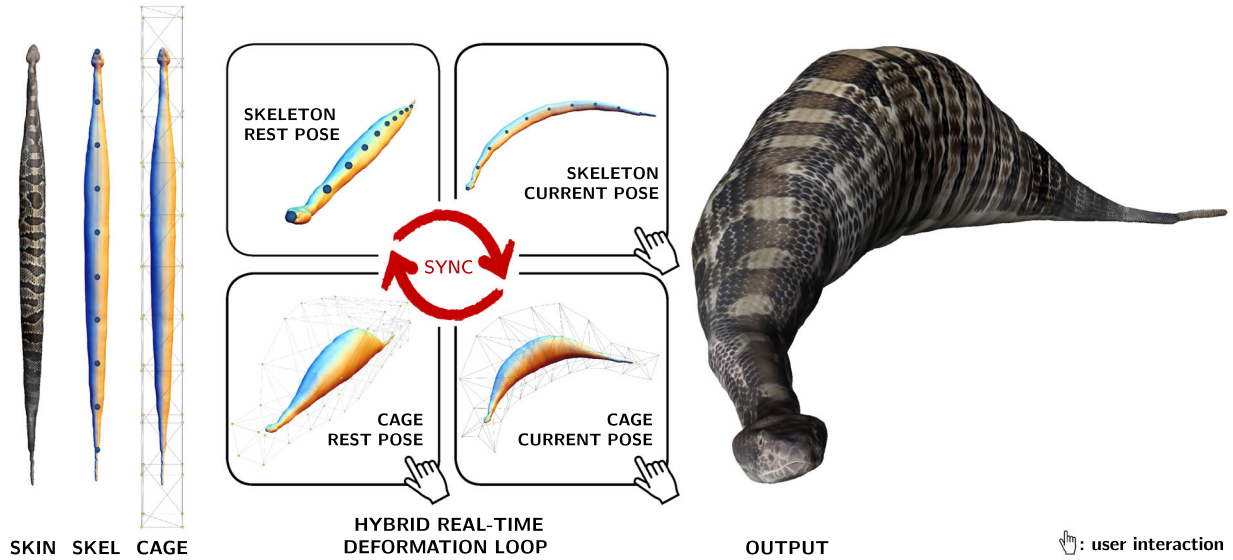 SKELETON
REST POSE
SKELETON
CURRENT POSE
SYNC
CAGE
REST POSE
CAGE
CURRENT POSE
SKIN SKEL CAGE
HYBRID REAL-TIME
DEFORMATION LOOP
OUTPUT
: user interaction